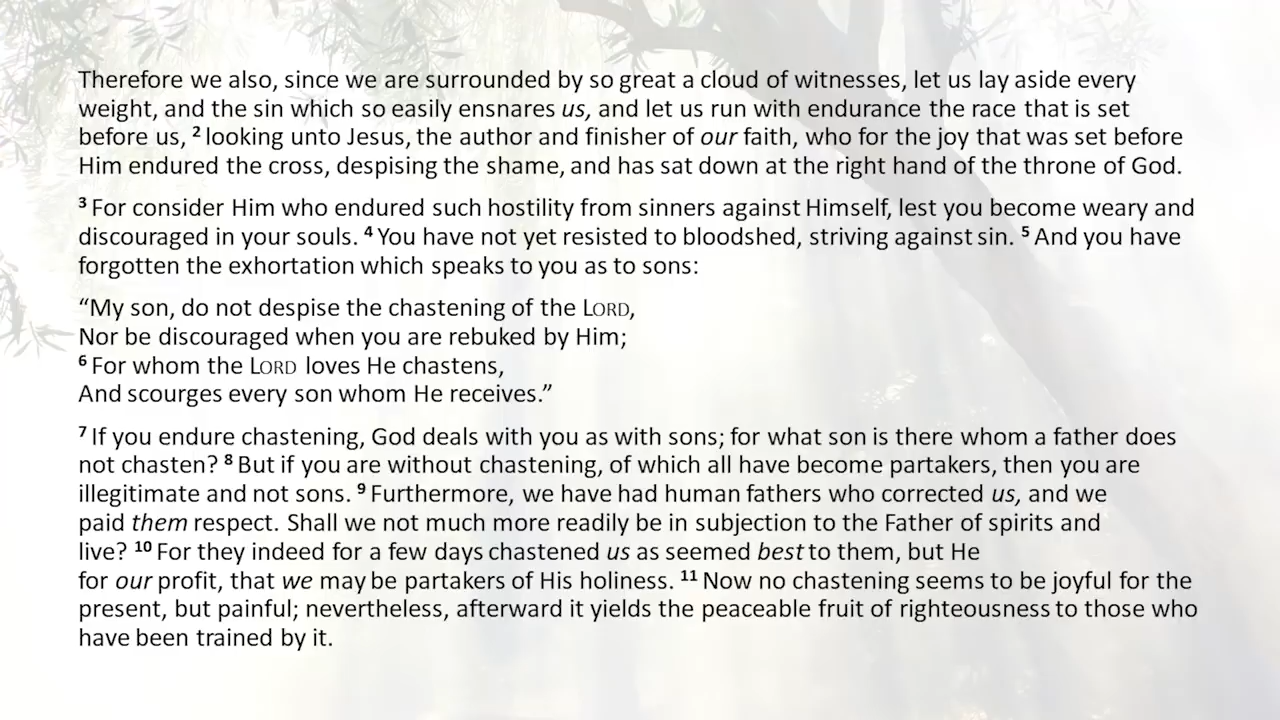 Therefore we also, since we are surrounded by so great a cloud of witnesses, let us lay aside every
weight, and the sin which so easily ensnares us, and let us run with endurance the race that is set
before us, 2 looking unto Jesus, the author and finisher of our faith, who for the joy that was set before
Him endured the cross, despising the shame, and has sat down at the right hand of the throne of God.
3 For consider Him who endured such hostility from sinners against Himself, lest you become weary and
discouraged in your souls. 4 You have not yet resisted to bloodshed, striving against sin. 5 And you have
forgotten the exhortation which speaks to you as to sons:
“My son, do not despise the chastening of the LORD,
Nor be discouraged when you are rebuked by Him;
6 For whom the LORD loves He chastens,
And scourges every son whom He receives.”
7 If you endure chastening, God deals with you as with sons; for what son is there whom a father does
not chasten? 8 But if you are without chastening, of which all have become partakers, then you are
illegitimate and not sons. 9 Furthermore, we have had human fathers who corrected us, and we
paid them respect. Shall we not much more readily be in subjection to the Father of spirits and
live? 10 For they indeed for a few days chastened us as seemed best to them, but He
for our profit, that we may be partakers of His holiness. 11 Now no chastening seems to be joyful for the
present, but painful; nevertheless, afterward it yields the peaceable fruit of righteousness to those who
have been trained by it.